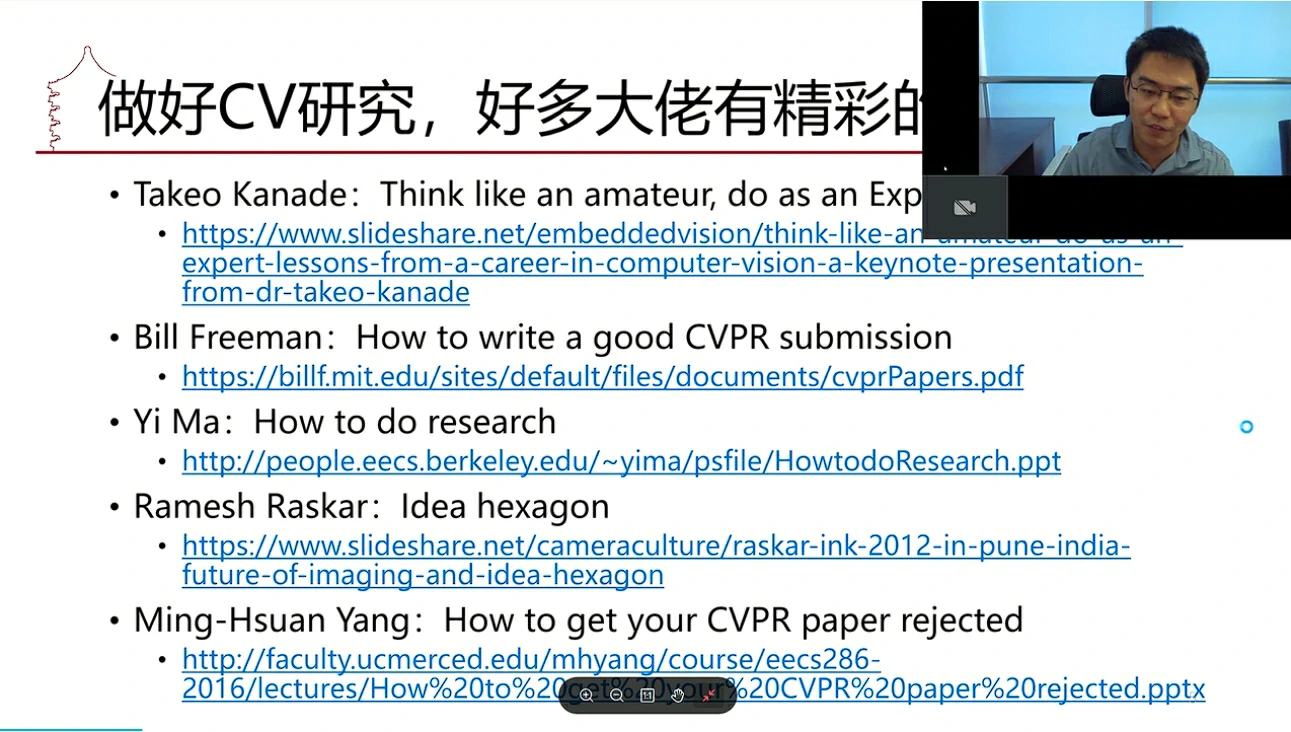 做好CV研究，好多大佬有精彩的
• Takeo Kanade：Think like an amateur, do as an Exp
• https://www.slideshare.net/embeddedvision/think-like-an-amateur-do-as-an-
expert-lessons-from-a-career-in-computer-vision-a-keynote-presentation-
from-dr-takeo-kanade
• Bill Freeman：How to write a good CVPR submission
• https://billf.mit.edu/sites/default/files/documents/cvprPapers.pdf
• Yi Ma：How to do research
• http://people.eecs.berkeley.edu/~yima/psfile/HowtodoResearch.ppt
• Ramesh Raskar：Idea hexagon
• https://www.slideshare.net/cameraculture/raskar-ink-2012-in-pune-india-
future-of-imaging-and-idea-hexagon
• Ming-Hsuan Yang：How to get your CVPR paper rejected
• http://faculty.ucmerced.edu/mhyang/course/eecs286-
2016/lectures/How%20to%20get%20your%20CVPR%20paper%20rejected.pptx